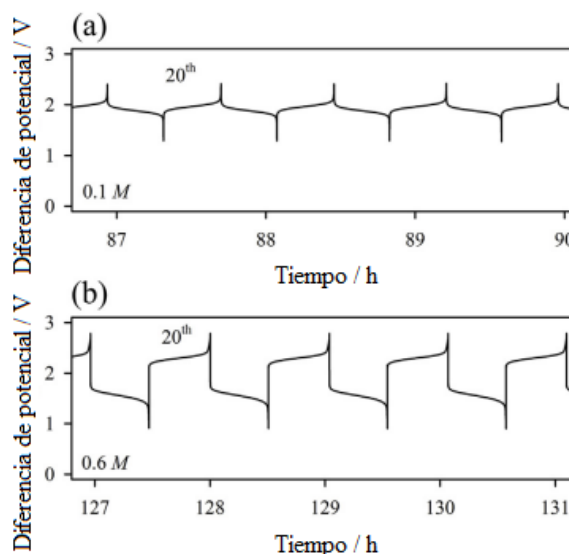 (a)
Diferencia de potencial / V
3
2
1
0
20th
0.1 M
87
88
89
90
Tiempo / h
(b)
Diferencia de potencial / V
3
2
1
0
20th
0.6 M
127
128
129
130
131
Tiempo / h